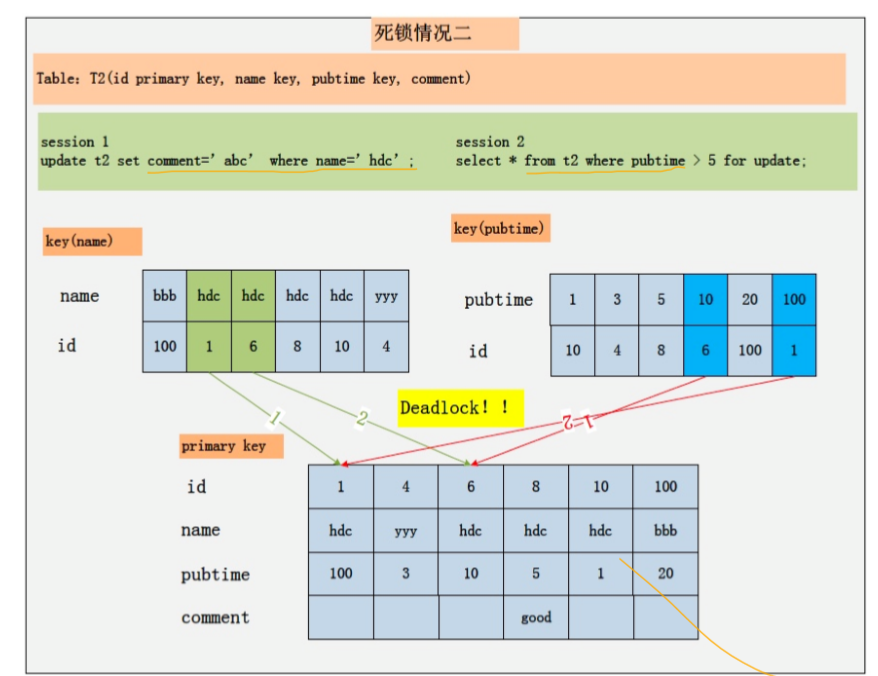 死锁情况二
Table: T2(id primary key, name key, pubtime key, comment)
session 1
update t2 set comment='abc' where name='hdc';
session 2
select * from t2 where pubtime > 5 for update;
key(name)
name bbb hdc hdc hdc hdc yyy
id 100 1 6 8 10 4
key(pubtime)
pubtime 1 3 5 10 20 100
id 10 4 8 6 100 1
Deadlock!!
1
2
2
1
primary key
id 1 4 6 8 10 100
name hdc yyy hdc hdc hdc bbb
pubtime 100 3 10 5 1 20
comment good